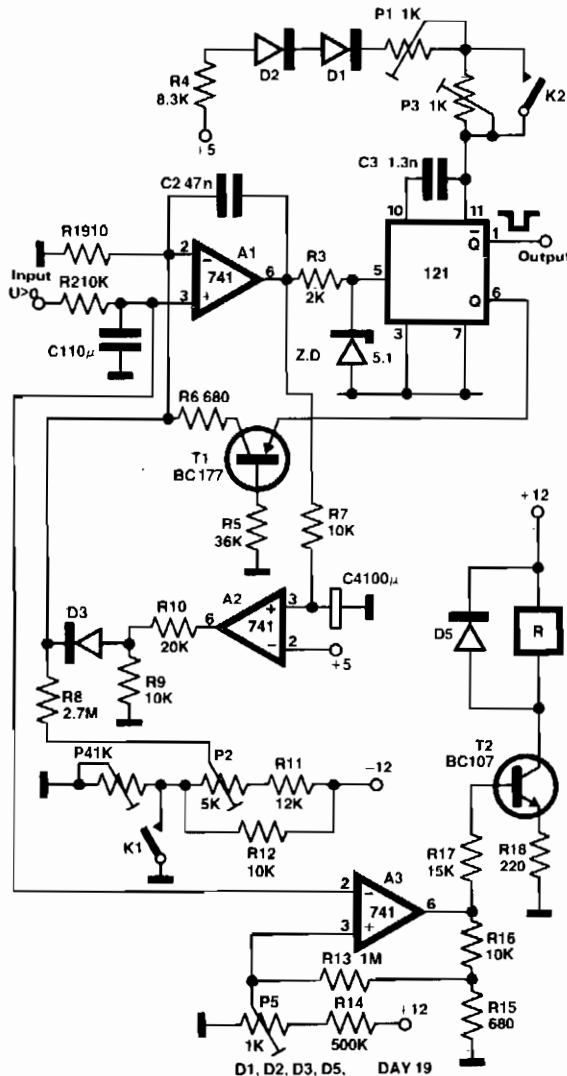 P1 1K
R4
8.3K
D2
D1
K2
P3 1K
+5
C3 1.3n
C2 47n
10
11
R1910
2
−
A1
741
6
R3
2K
5
121
Q̅
1
Output
Q
6
Input
U>0
R210K
3
+
C110μ
3
7
Z.D
5.1
R6 680
T1
BC177
R5
36K
R7
10K
+12
A2
3
+
C4100μ
741
6
2
−
+5
D3
R10
20K
R9
10K
R8
2.7M
D5
R
T2
BC107
P41K
P2
5K
R11
12K
−12
K1
R12
10K
R17
15K
R18
220
A3
2
−
741
6
3
+
R13 1M
R16
10K
P5
1K
R14
500K
+12
R15
680
D1, D2, D3, D5, DAY 19